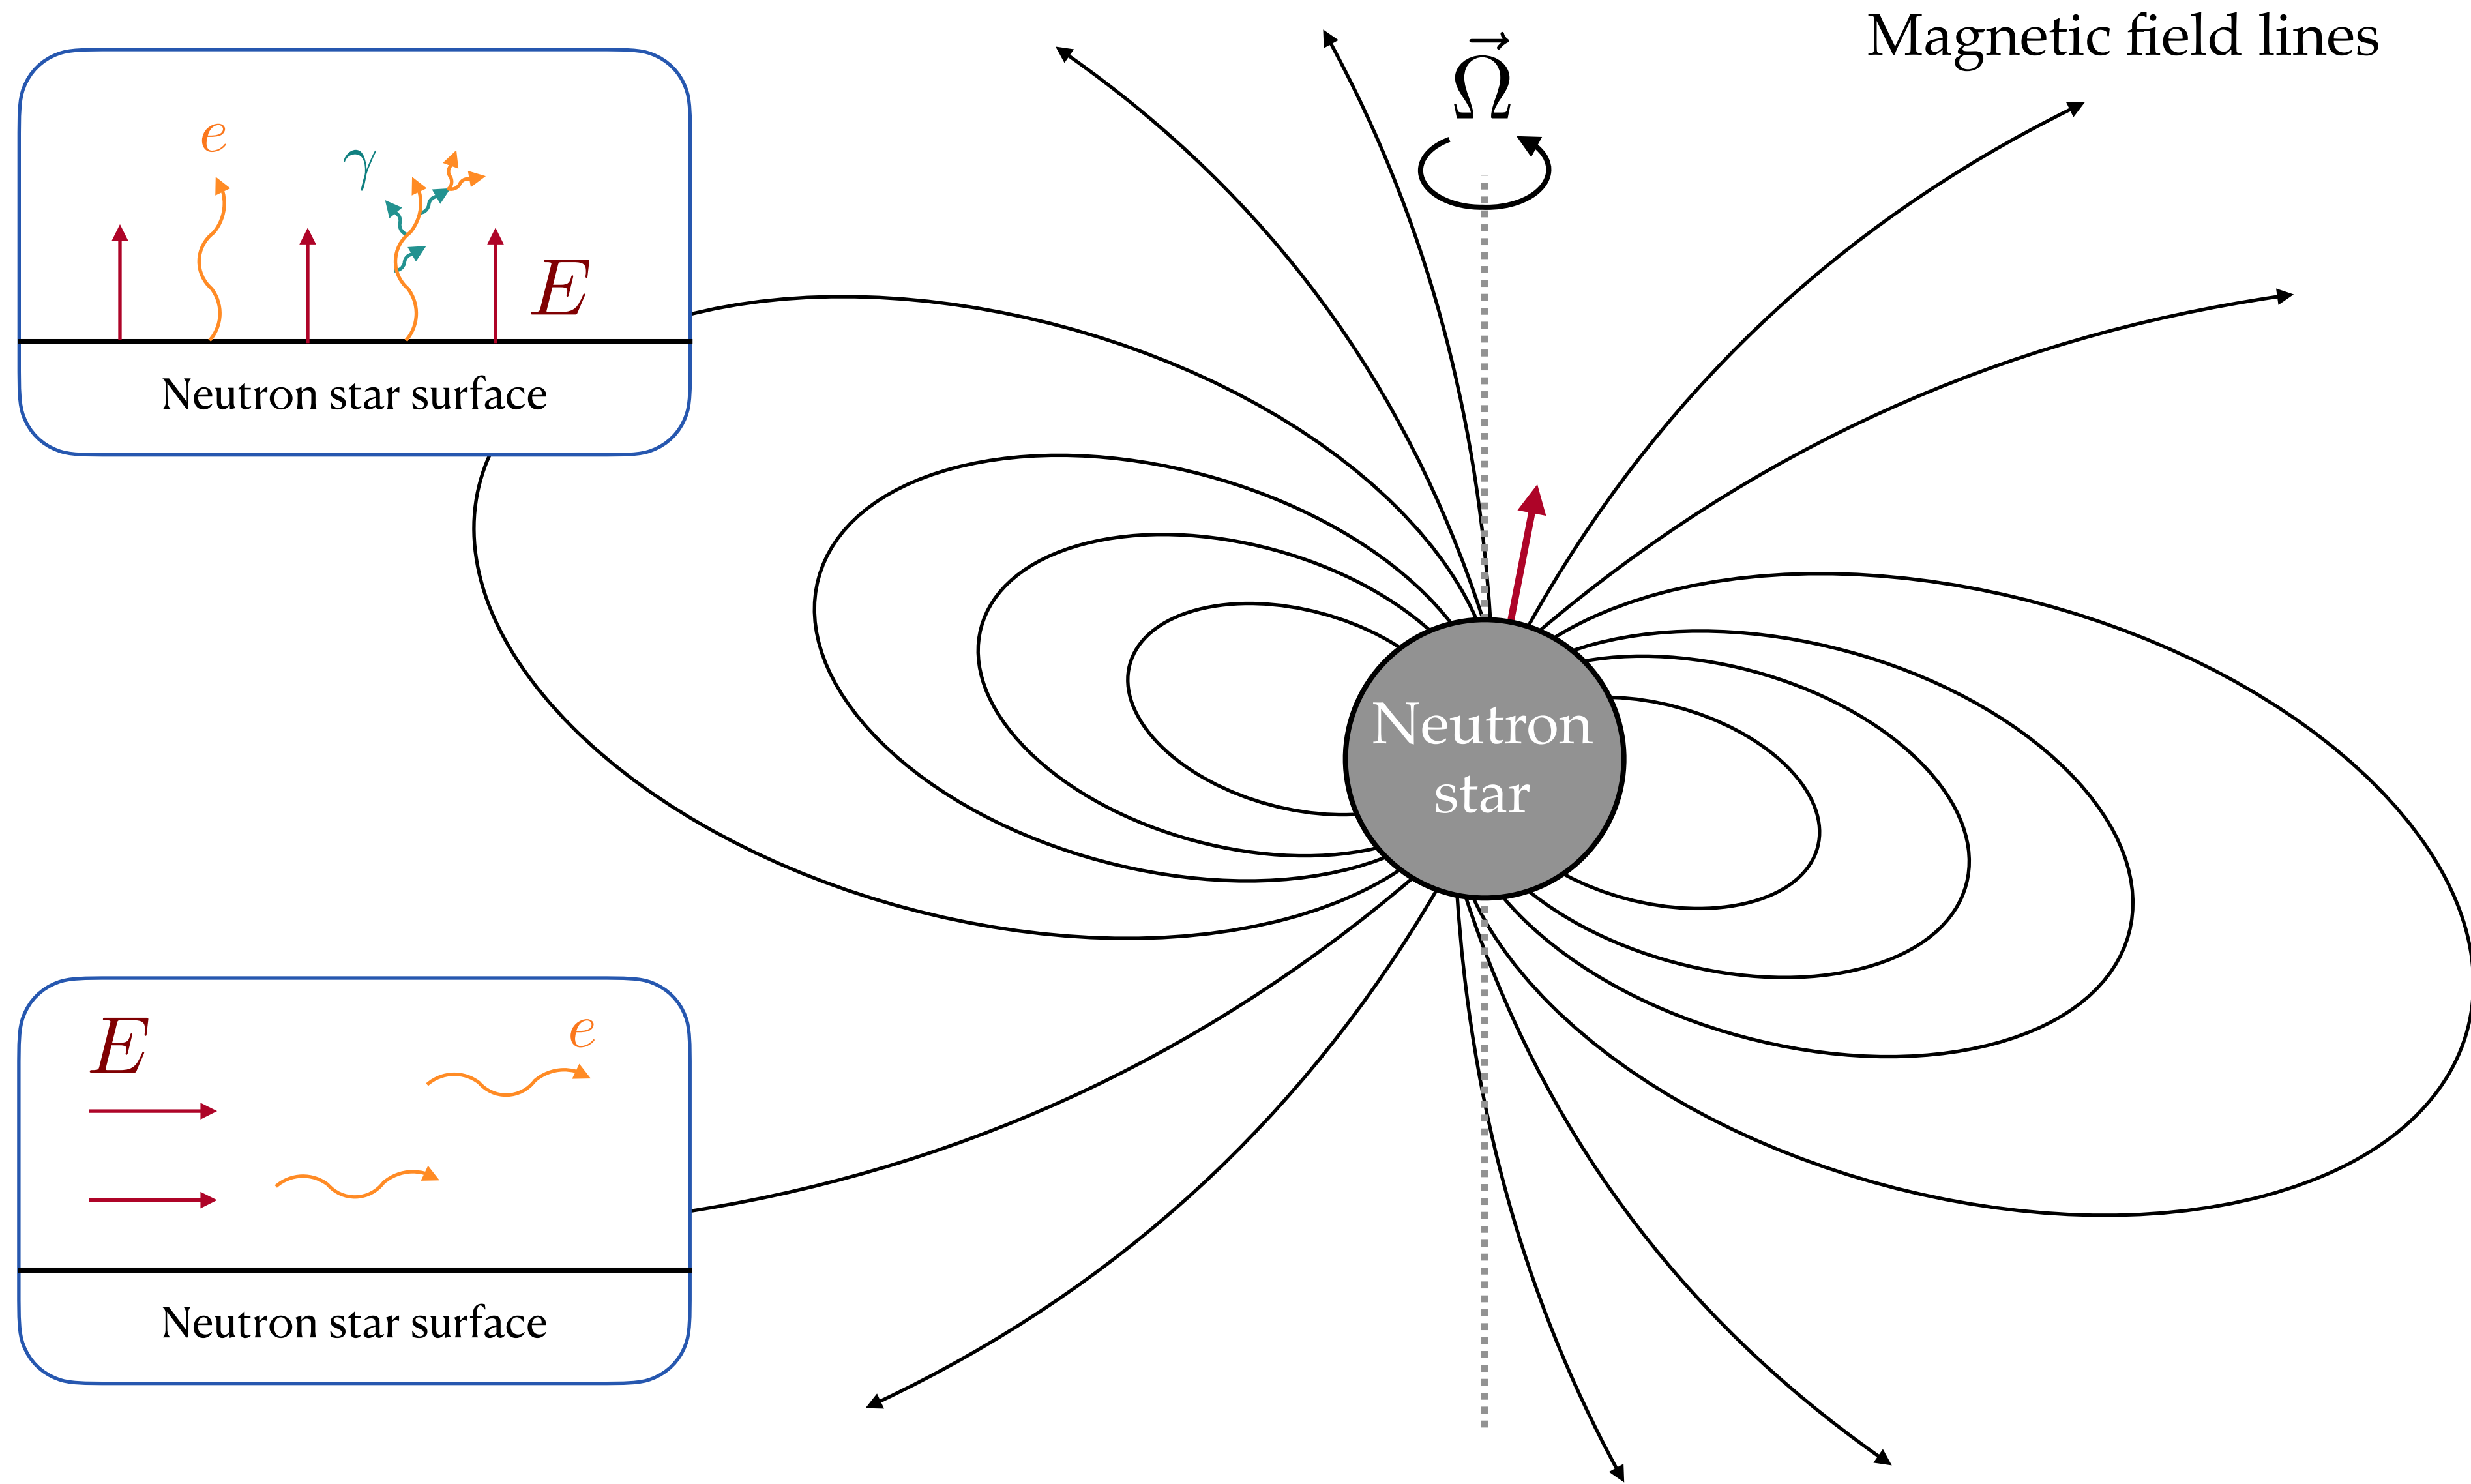 Magnetic field lines
Ω⃗
e
γ
E
Neutron star surface
Neutron
star
E
e
Neutron star surface